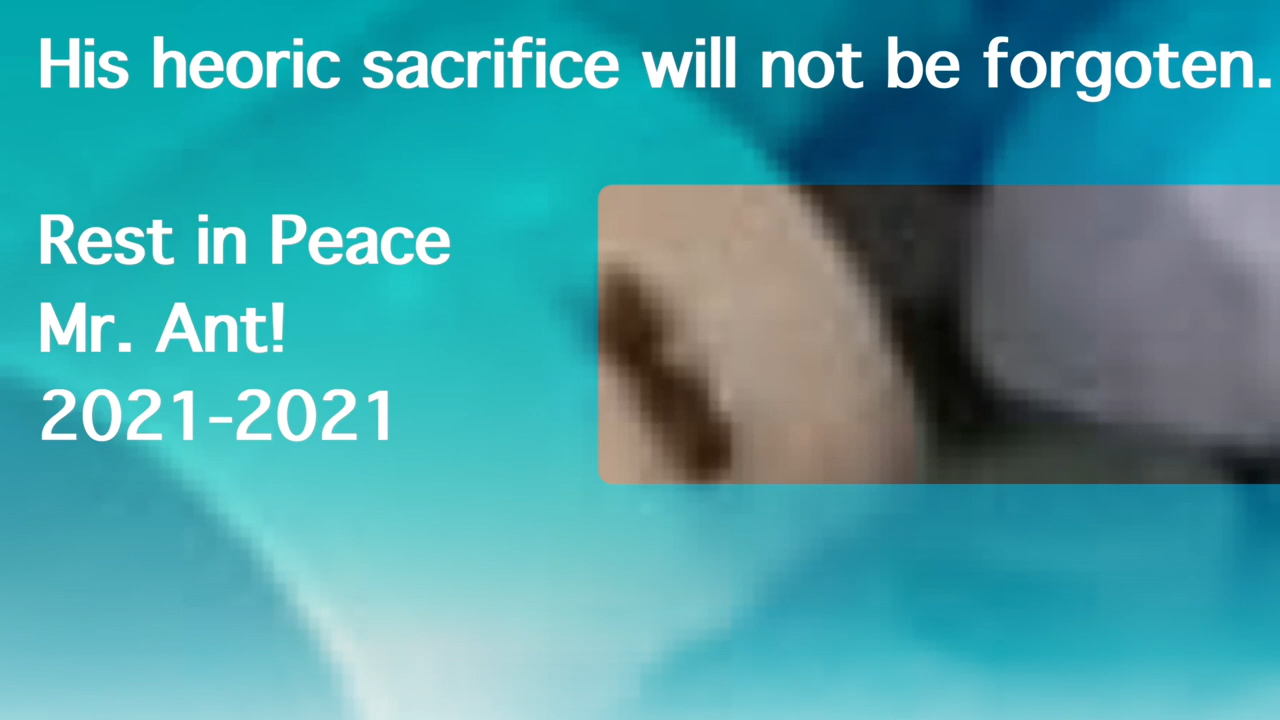 His heoric sacrifice will not be forgoten.
Rest in Peace
Mr. Ant!
2021-2021